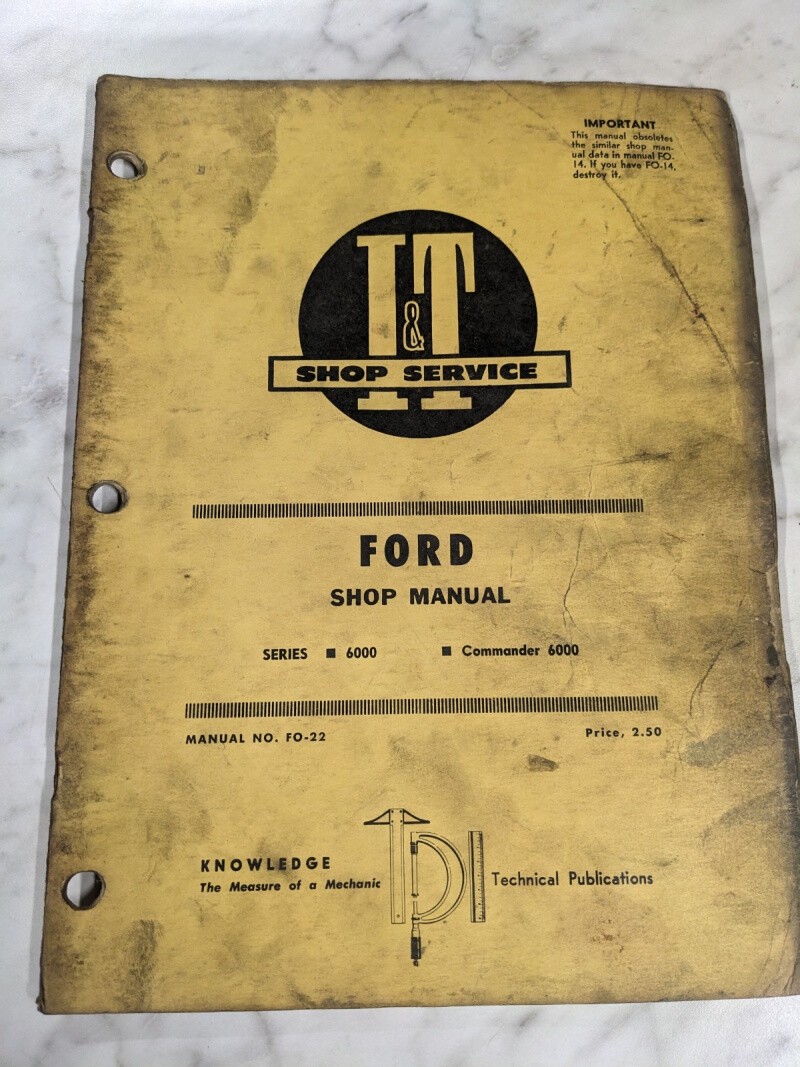 IMPORTANT
This manual obsoletes
the similar shop man-
ual data in manual FO-
14. If you have FO-14,
destroy it.
I&T
SHOP SERVICE
FORD
SHOP MANUAL
SERIES ■ 6000 ■ Commander 6000
MANUAL NO. FO-22 Price, 2.50
KNOWLEDGE
The Measure of a Mechanic
TPI Technical Publications